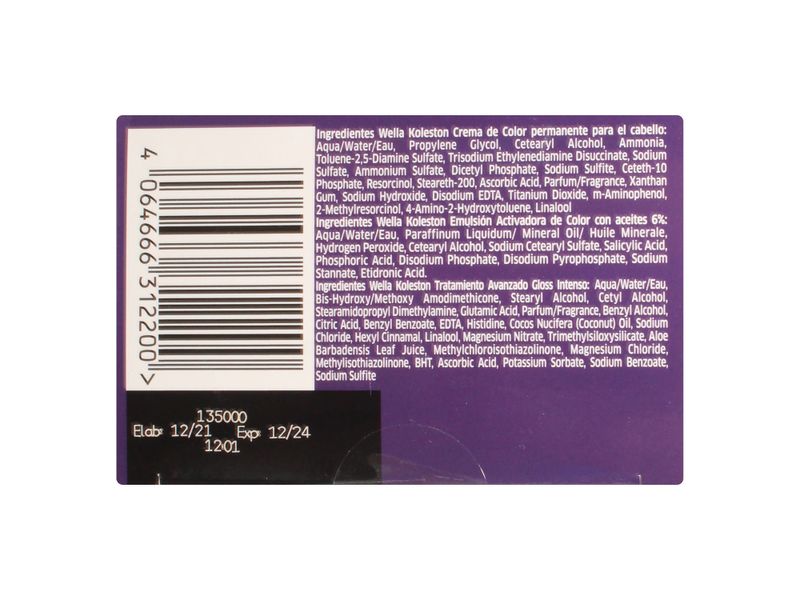 4 064666 312200 >
Ingredientes Wella Koleston Crema de Color permanente para el cabello:
Aqua/Water/Eau, Propylene Glycol, Cetearyl Alcohol, Ammonia,
Toluene-2,5-Diamine Sulfate, Trisodium Ethylenediamine Disuccinate, Sodium
Sulfate, Ammonium Sulfate, Dicetyl Phosphate, Sodium Sulfite, Ceteth-10
Phosphate, Resorcinol, Steareth-200, Ascorbic Acid, Parfum/Fragrance, Xanthan
Gum, Sodium Hydroxide, Disodium EDTA, Titanium Dioxide, m-Aminophenol,
2-Methylresorcinol, 4-Amino-2-Hydroxytoluene, Linalool
Ingredientes Wella Koleston Emulsión Activadora de Color con aceites 6%:
Aqua/Water/Eau, Paraffinum Liquidum/ Mineral Oil/ Huile Minerale,
Hydrogen Peroxide, Cetearyl Alcohol, Sodium Cetearyl Sulfate, Salicylic Acid,
Phosphoric Acid, Disodium Phosphate, Disodium Pyrophosphate, Sodium
Stannate, Etidronic Acid.
Ingredientes Wella Koleston Tratamiento Avanzado Gloss Intenso: Aqua/Water/Eau,
Bis-Hydroxy/Methoxy Amodimethicone, Stearyl Alcohol, Cetyl Alcohol,
Stearamidopropyl Dimethylamine, Glutamic Acid, Parfum/Fragrance, Benzyl Alcohol,
Citric Acid, Benzyl Benzoate, EDTA, Histidine, Cocos Nucifera (Coconut) Oil, Sodium
Chloride, Hexyl Cinnamal, Linalool, Magnesium Nitrate, Trimethylsiloxysilicate, Aloe
Barbadensis Leaf Juice, Methylchloroisothiazolinone, Magnesium Chloride,
Methylisothiazolinone, BHT, Ascorbic Acid, Potassium Sorbate, Sodium Benzoate,
Sodium Sulfite
135000
Elab: 12/21 Exp: 12/24
12:01